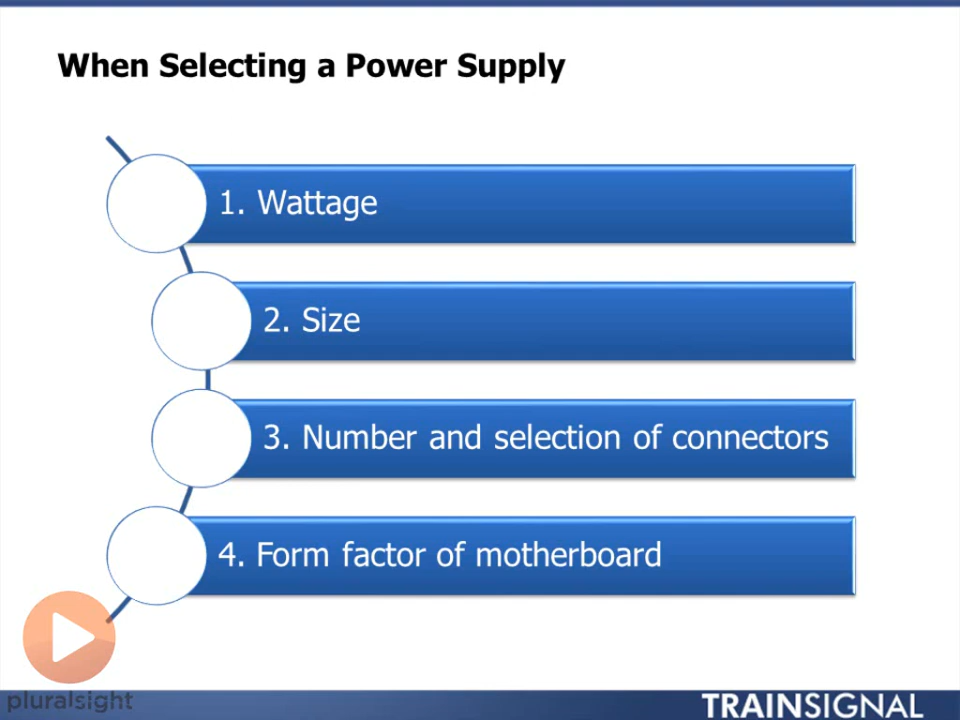 When Selecting a Power Supply
1. Wattage
2. Size
3. Number and selection of connectors
4. Form factor of motherboard
pluralsight
TRAINSIGNAL